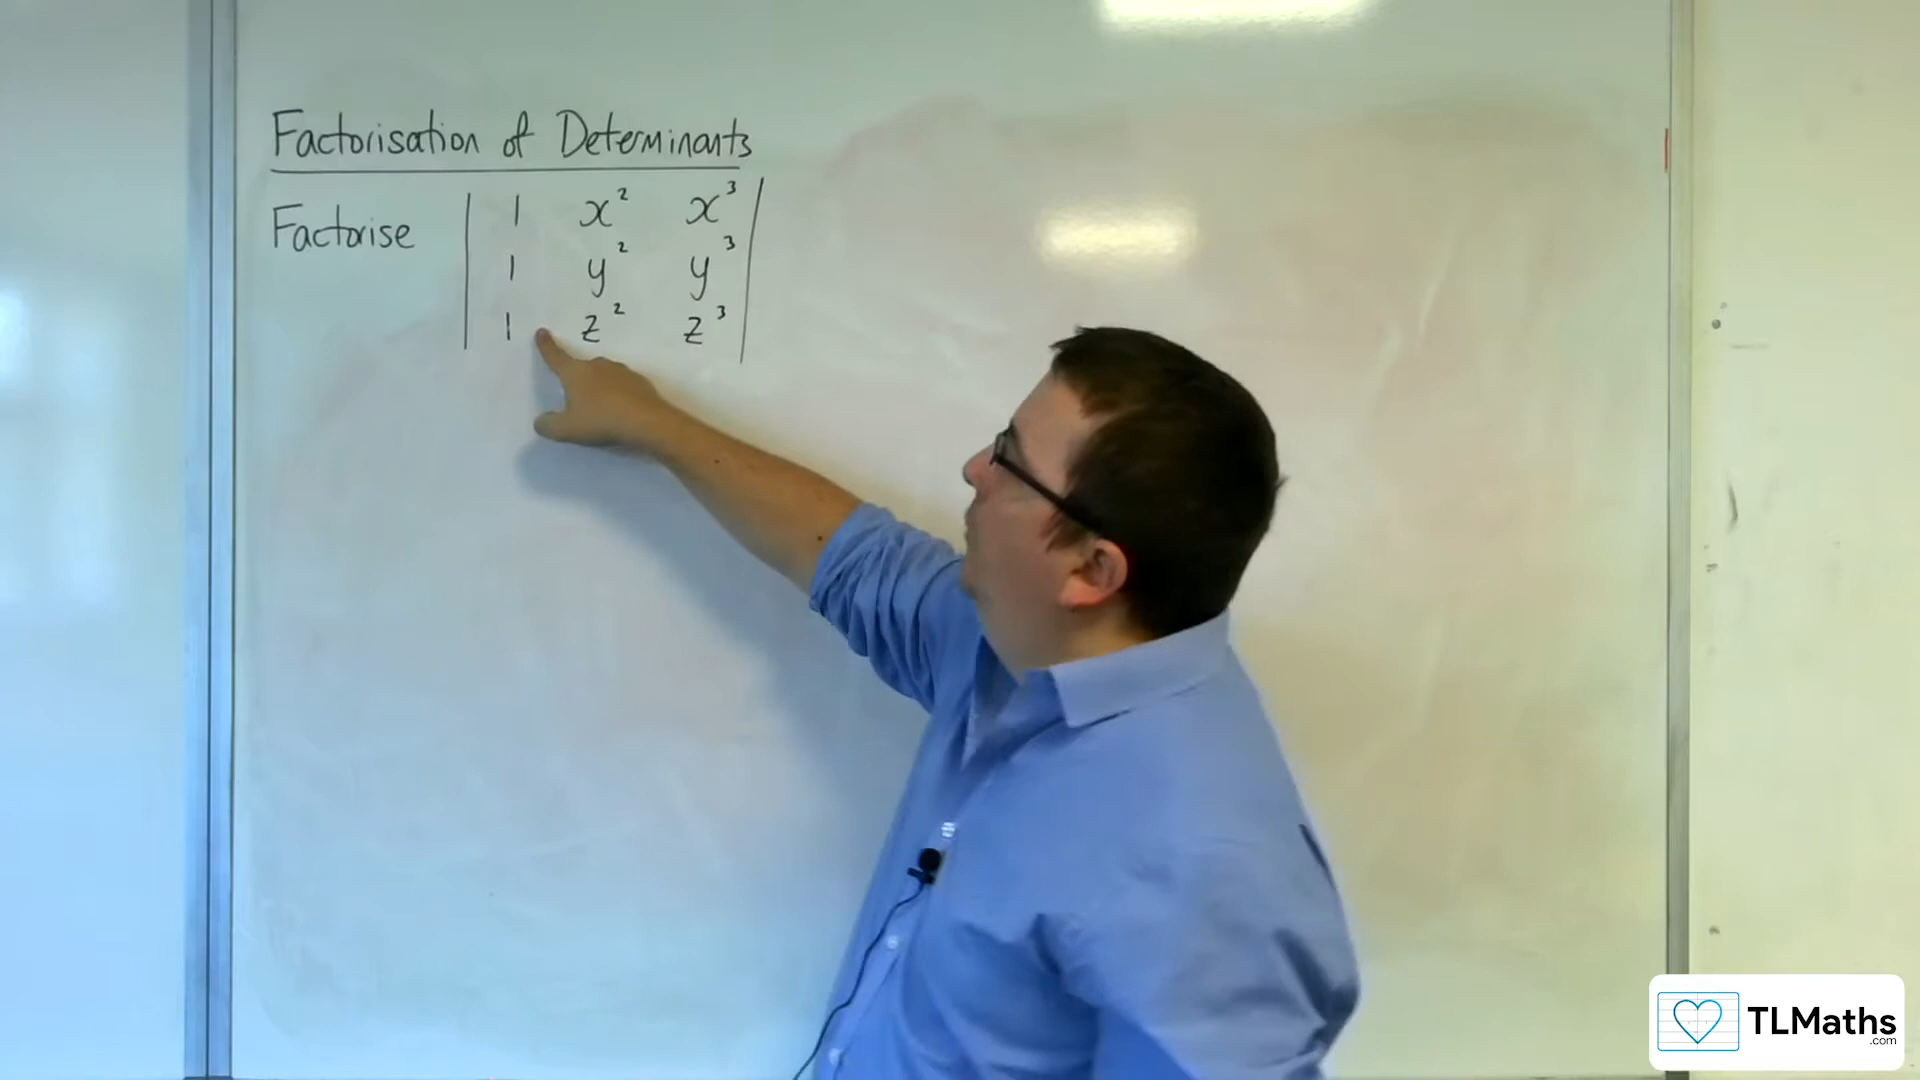 Factorisation of Determinants
Factorise | 1 x² x³ |
| 1 y² y³ |
| 1 z² z³ |
TLMaths
.com